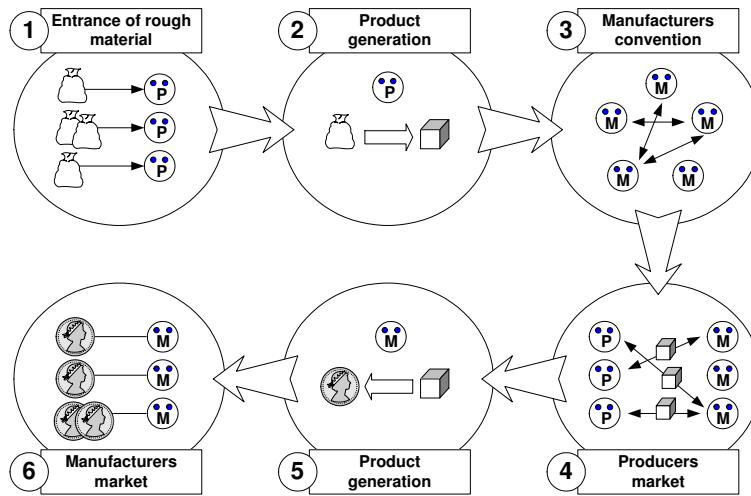 1
Entrance of rough
material
P
P
P
2
Product
generation
P
3
Manufacturers
convention
M
M
M
M
M
P
P
P
M
M
M
4
Producers
market
M
5
Product
generation
M
M
M
6
Manufacturers
market